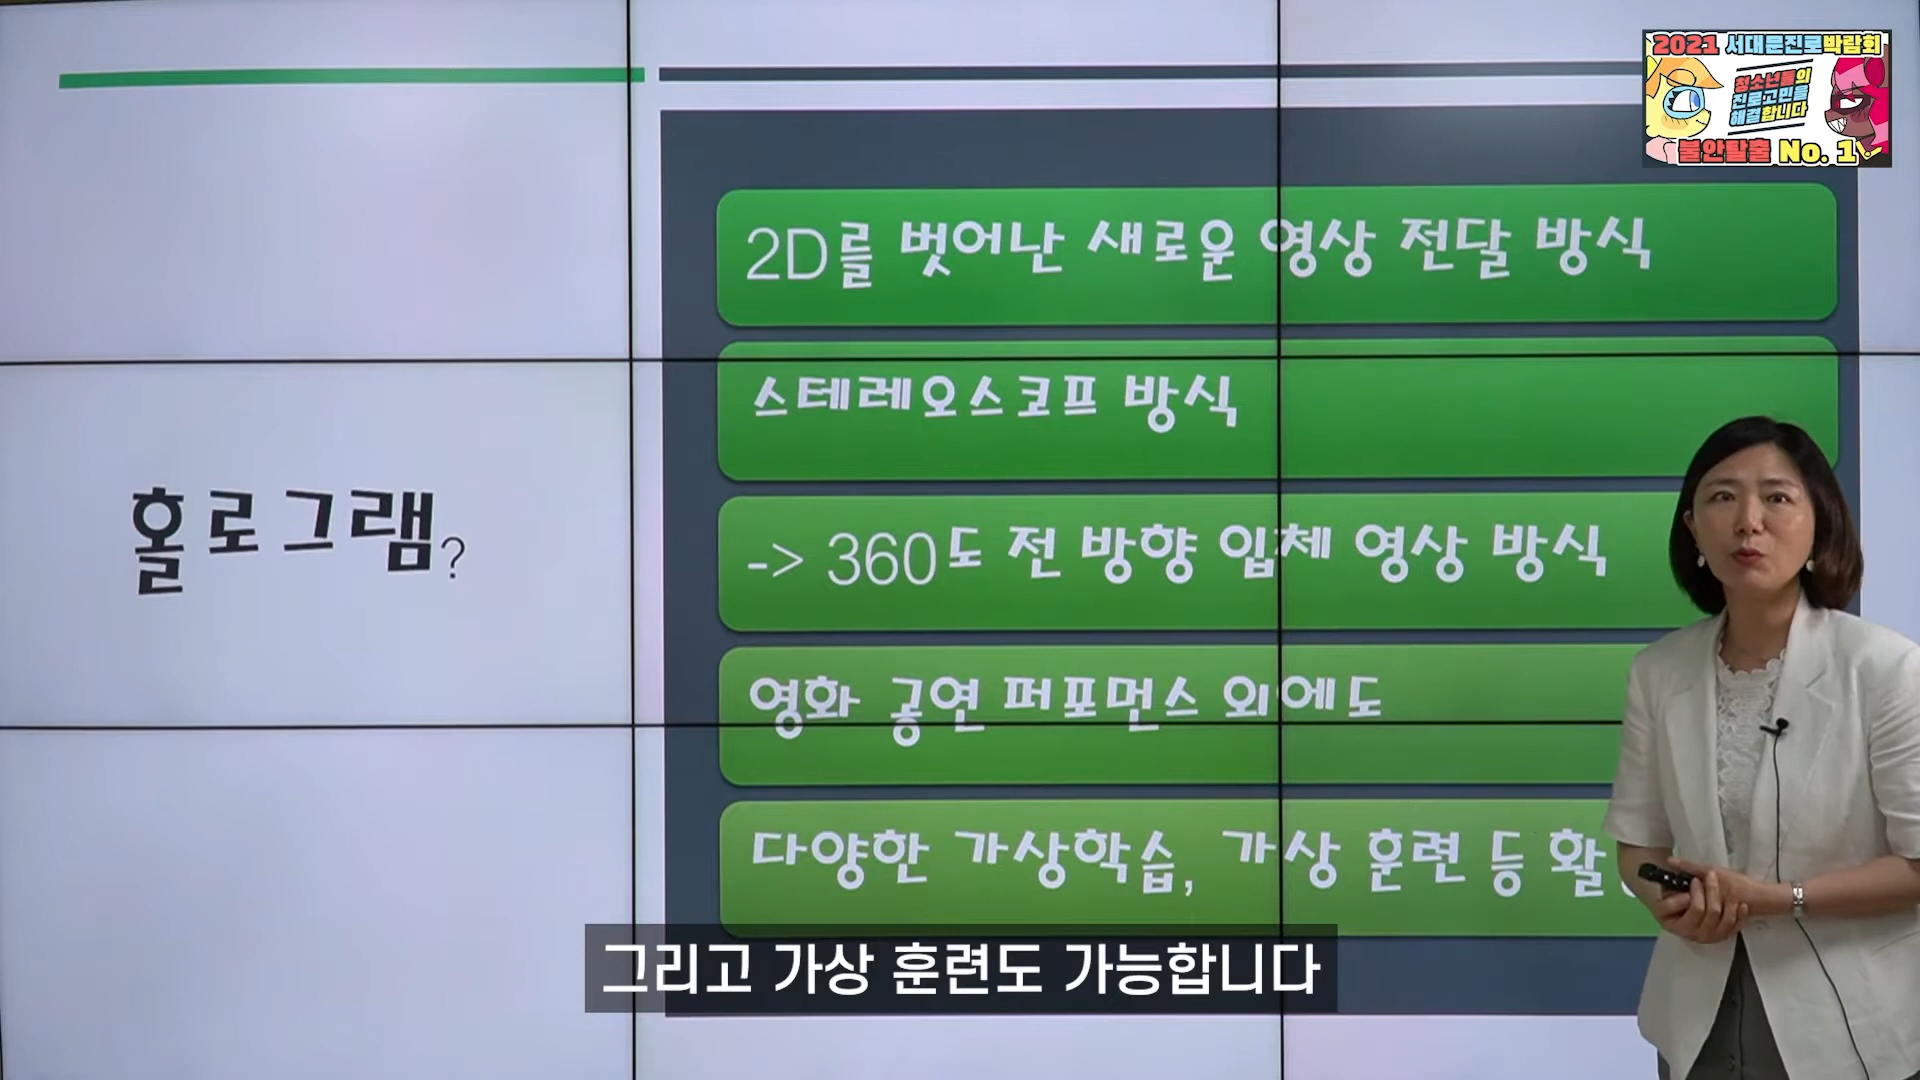 2021 서대문진로박람회
청소년들의
진로고민을
해결합니다
불안탈출 No. 1
홀로그램?
2D를 벗어난 새로운 영상 전달 방식
스테레오스코프 방식
-> 360도 전 방향 입체 영상 방식
영화 공연 퍼포먼스 외에도
다양한 가상학습, 가상 훈련 등
그리고 가상 훈련도 가능합니다